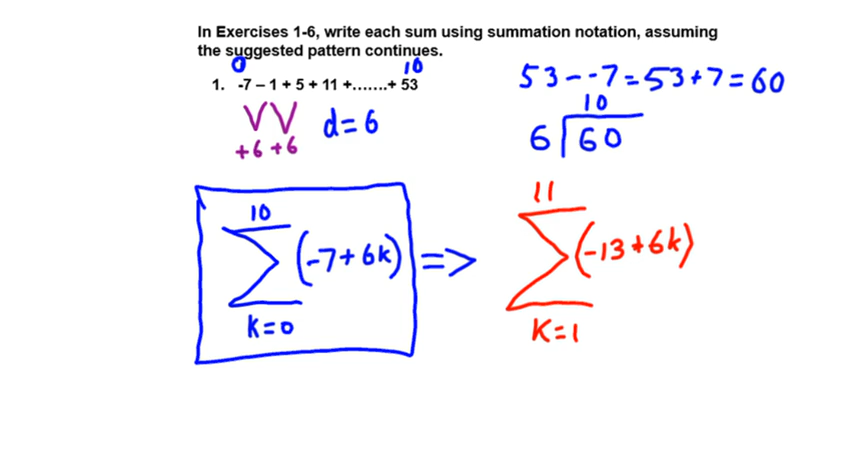 In Exercises 1-6, write each sum using summation notation, assuming
the suggested pattern continues.
0 10
1. -7 – 1 + 5 + 11 +.......+ 53
53 - -7 = 53 + 7 = 60
10
6 60
d = 6
+6 +6
10
∑ (-7 + 6k) =>
k = 0
11
∑ (-13 + 6k)
K = 1